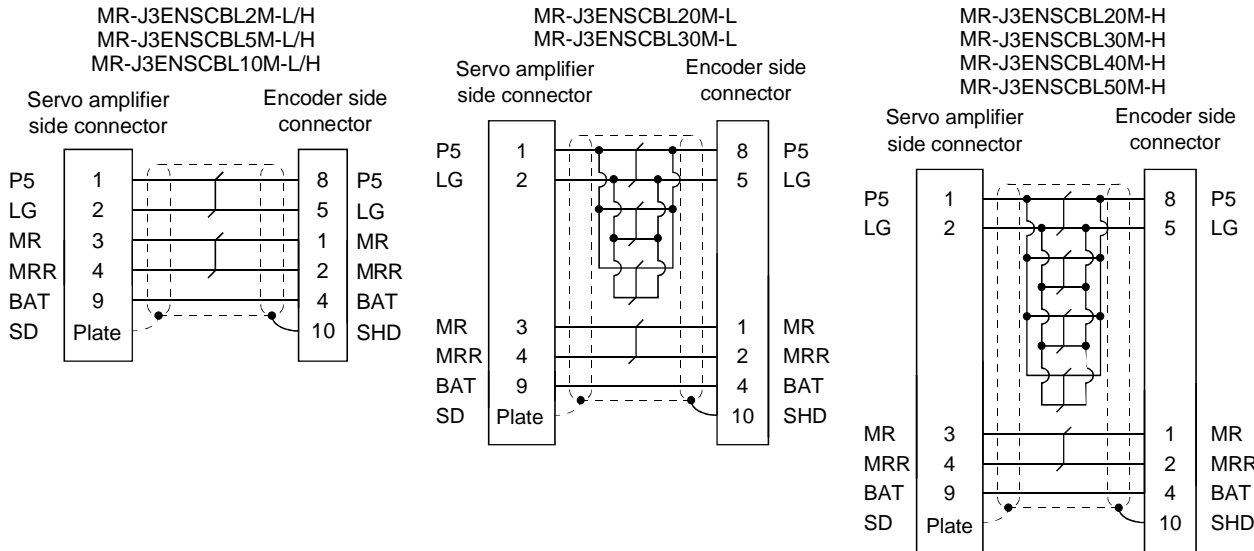 MR-J3ENSCBL2M-L/H
MR-J3ENSCBL5M-L/H
MR-J3ENSCBL10M-L/H
Servo amplifier
side connector
Encoder side
connector
P5 1 8 P5
LG 2 5 LG
MR 3 1 MR
MRR 4 2 MRR
BAT 9 4 BAT
SD Plate 10 SHD
MR-J3ENSCBL20M-L
MR-J3ENSCBL30M-L
Servo amplifier
side connector
Encoder side
connector
P5 1 8 P5
LG 2 5 LG
MR 3 1 MR
MRR 4 2 MRR
BAT 9 4 BAT
SD Plate 10 SHD
MR-J3ENSCBL20M-H
MR-J3ENSCBL30M-H
MR-J3ENSCBL40M-H
MR-J3ENSCBL50M-H
Servo amplifier
side connector
Encoder side
connector
P5 1 8 P5
LG 2 5 LG
MR 3 1 MR
MRR 4 2 MRR
BAT 9 4 BAT
SD Plate 10 SHD